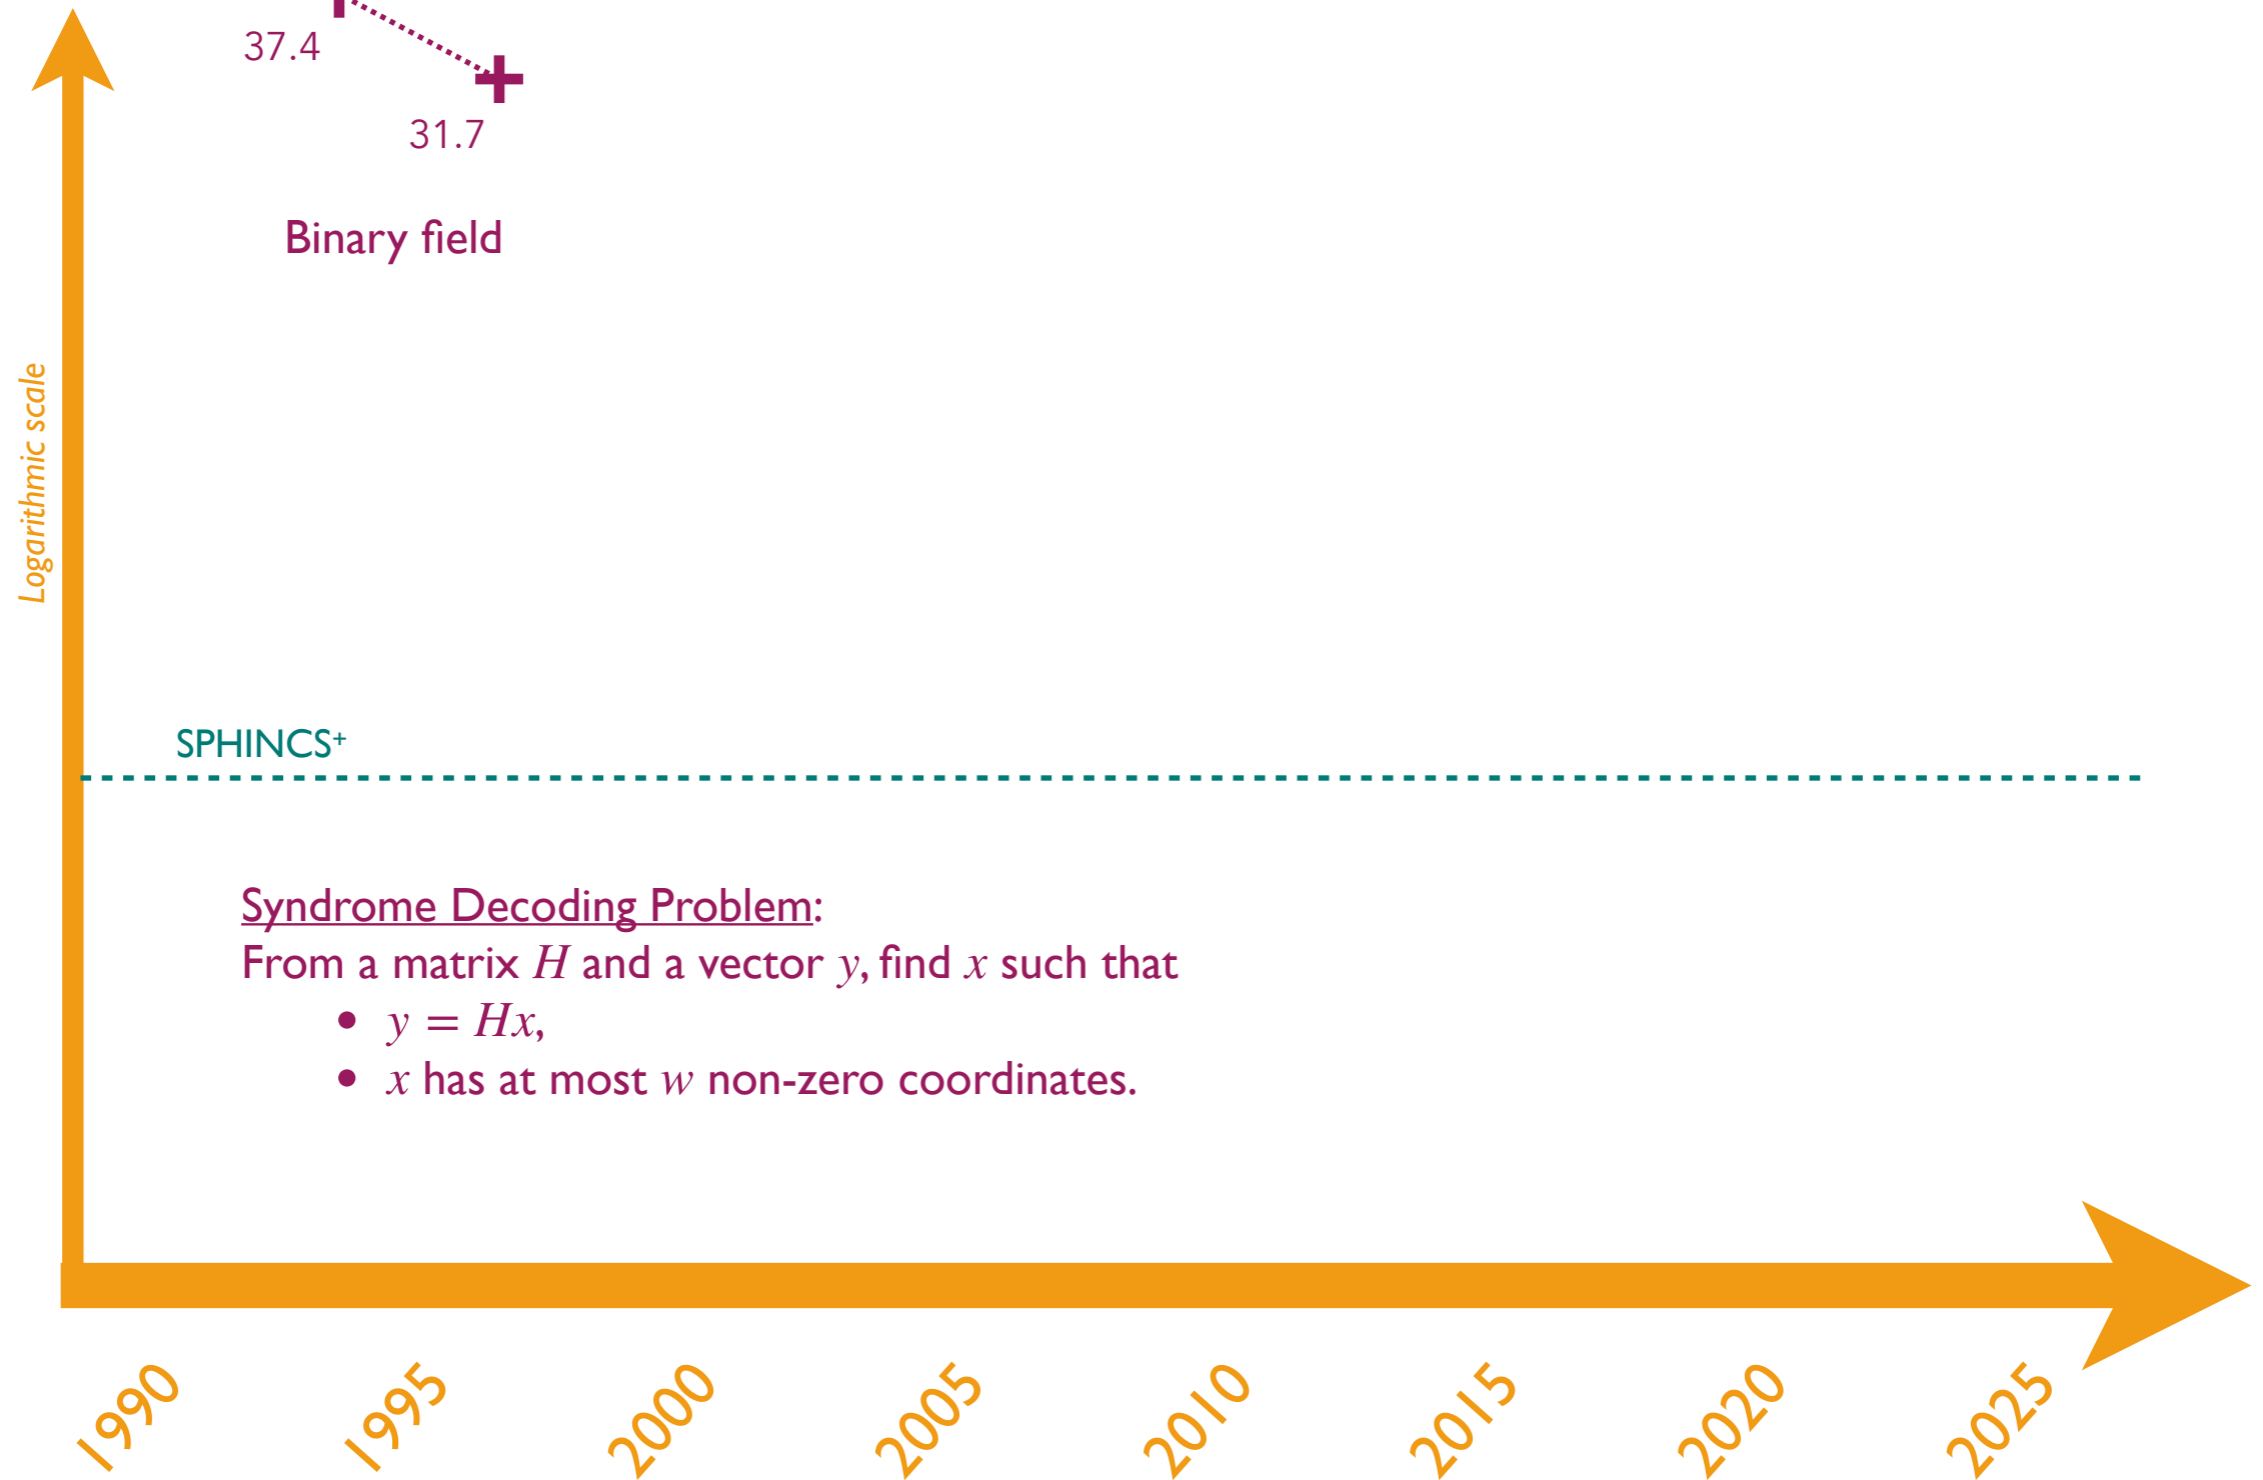 37.4
31.7
Binary field
Logarithmic scale
SPHINCS⁺
Syndrome Decoding Problem:
From a matrix H and a vector y, find x such that
• y = Hx,
• x has at most w non-zero coordinates.
1990 1995 2000 2005 2010 2015 2020 2025